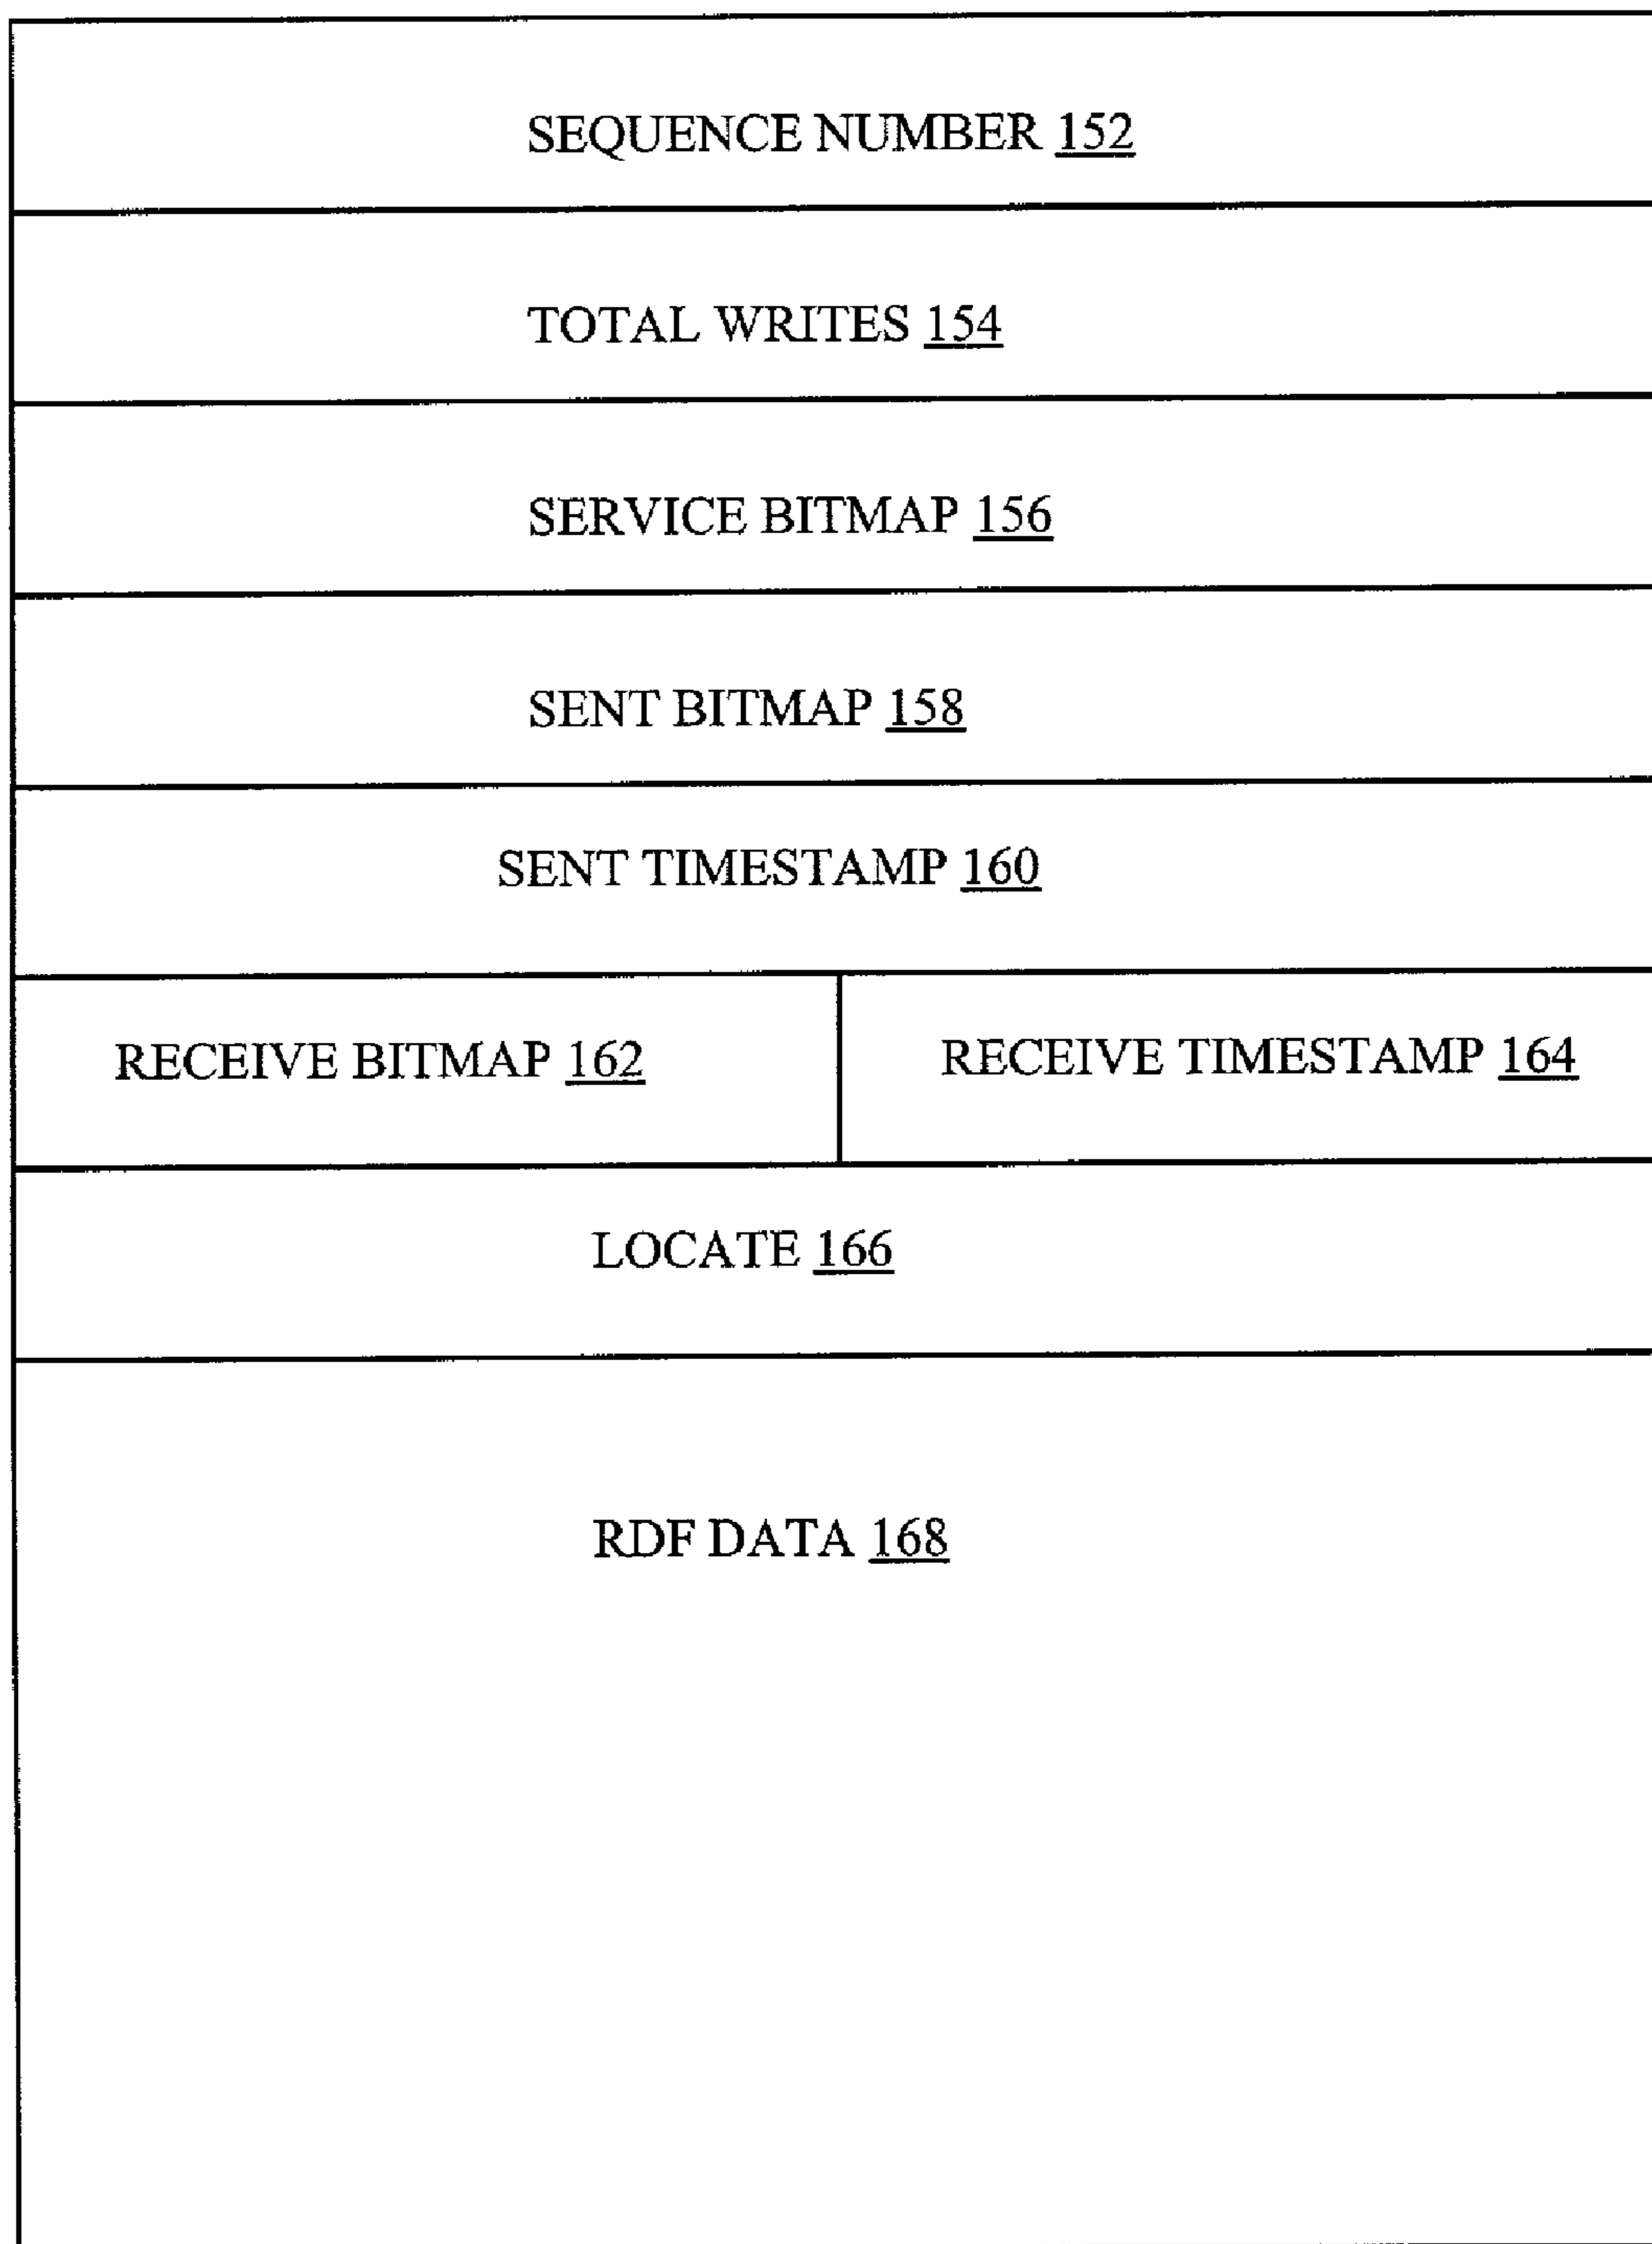 SEQUENCE NUMBER 152
TOTAL WRITES 154
SERVICE BITMAP 156
SENT BITMAP 158
SENT TIMESTAMP 160
RECEIVE BITMAP 162
RECEIVE TIMESTAMP 164
LOCATE 166
RDF DATA 168